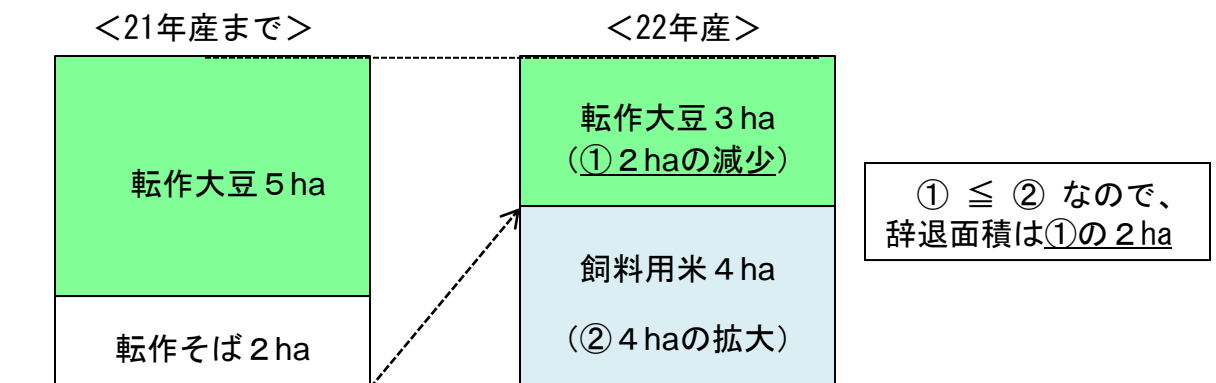 ＜21年産まで＞
＜22年産＞
転作大豆５ha
転作そば２ha
転作大豆３ha
（①２haの減少）
飼料用米４ha
（②４haの拡大）
① ≦ ② なので、
辞退面積は①の２ha